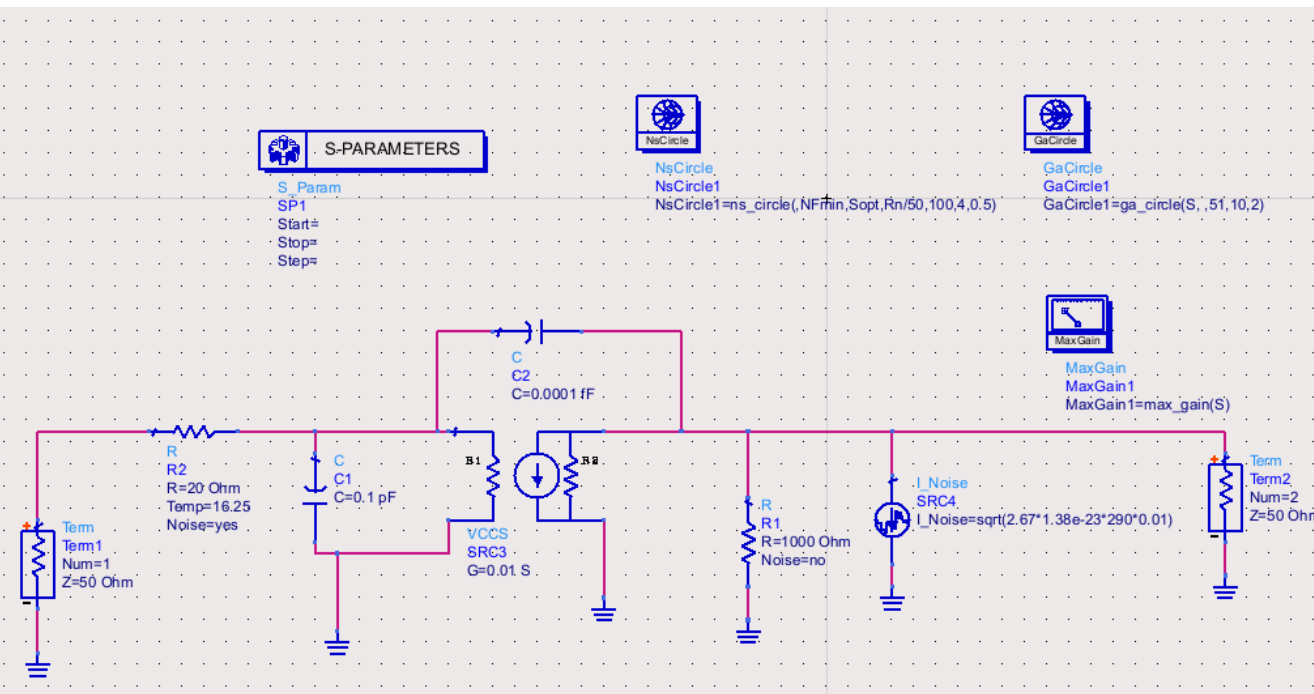 S-PARAMETERS
S_Param
SP1
Start=
Stop=
Step=
NsCircle
NsCircle
NsCircle1
NsCircle1=ns_circle(,NFmin,Sopt,Rn/50,100,4,0.5)
GaCircle
GaCircle
GaCircle1
GaCircle1=ga_circle(S, ,51,10,2)
MaxGain
MaxGain
MaxGain1
MaxGain1=max_gain(S)
C
C2
C=0.0001 fF
R
R2
R=20 Ohm
Temp=16.25
Noise=yes
C
C1
C=0.1 pF
R1
R2
VCCS
SRC3
G=0.01 S
R
R1
R=1000 Ohm
Noise=no
I_Noise
SRC4
I_Noise=sqrt(2.67*1.38e-23*290*0.01)
Term
Term1
Num=1
Z=50 Ohm
Term
Term2
Num=2
Z=50 Ohm